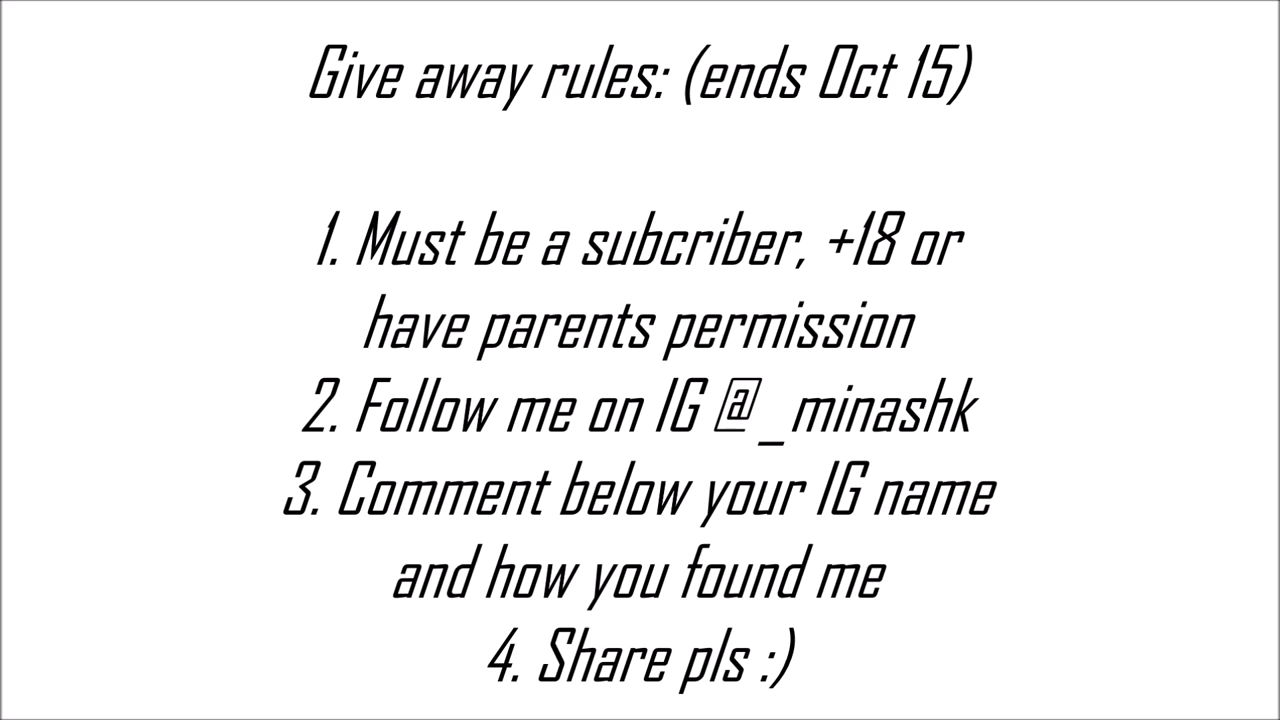 Give away rules: (ends Oct 15)
1. Must be a subcriber, +18 or
have parents permission
2. Follow me on IG @_minashk
3. Comment below your IG name
and how you found me
4. Share pls :)